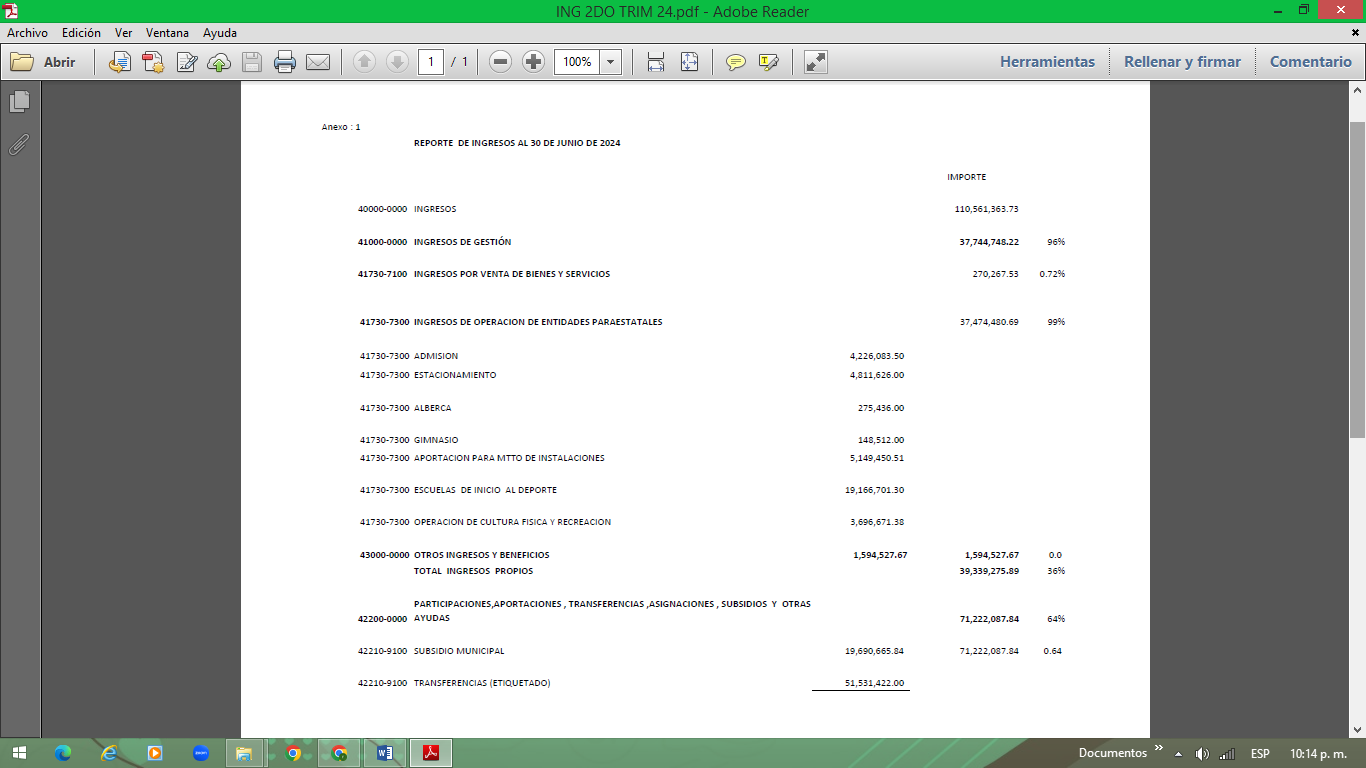 ING 2DO TRIM 24.pdf - Adobe Reader
Archivo Edición Ver Ventana Ayuda
Abrir 1 / 1 100% Herramientas Rellenar y firmar Comentario
Anexo : 1
REPORTE DE INGRESOS AL 30 DE JUNIO DE 2024
IMPORTE
40000-0000 INGRESOS 110,561,363.73
41000-0000 INGRESOS DE GESTIÓN 37,744,748.22 96%
41730-7100 INGRESOS POR VENTA DE BIENES Y SERVICIOS 270,267.53 0.72%
41730-7300 INGRESOS DE OPERACION DE ENTIDADES PARAESTATALES 37,474,480.69 99%
41730-7300 ADMISION 4,226,083.50
41730-7300 ESTACIONAMIENTO 4,811,626.00
41730-7300 ALBERCA 275,436.00
41730-7300 GIMNASIO 148,512.00
41730-7300 APORTACION PARA MTTO DE INSTALACIONES 5,149,450.51
41730-7300 ESCUELAS DE INICIO AL DEPORTE 19,166,701.30
41730-7300 OPERACION DE CULTURA FISICA Y RECREACION 3,696,671.38
43000-0000 OTROS INGRESOS Y BENEFICIOS 1,594,527.67 1,594,527.67 0.0
TOTAL INGRESOS PROPIOS 39,339,275.89 36%
PARTICIPACIONES,APORTACIONES , TRANSFERENCIAS ,ASIGNACIONES , SUBSIDIOS Y OTRAS
42200-0000 AYUDAS 71,222,087.84 64%
42210-9100 SUBSIDIO MUNICIPAL 19,690,665.84 71,222,087.84 0.64
42210-9100 TRANSFERENCIAS (ETIQUETADO) 51,531,422.00
Documentos ESP 10:14 p. m.